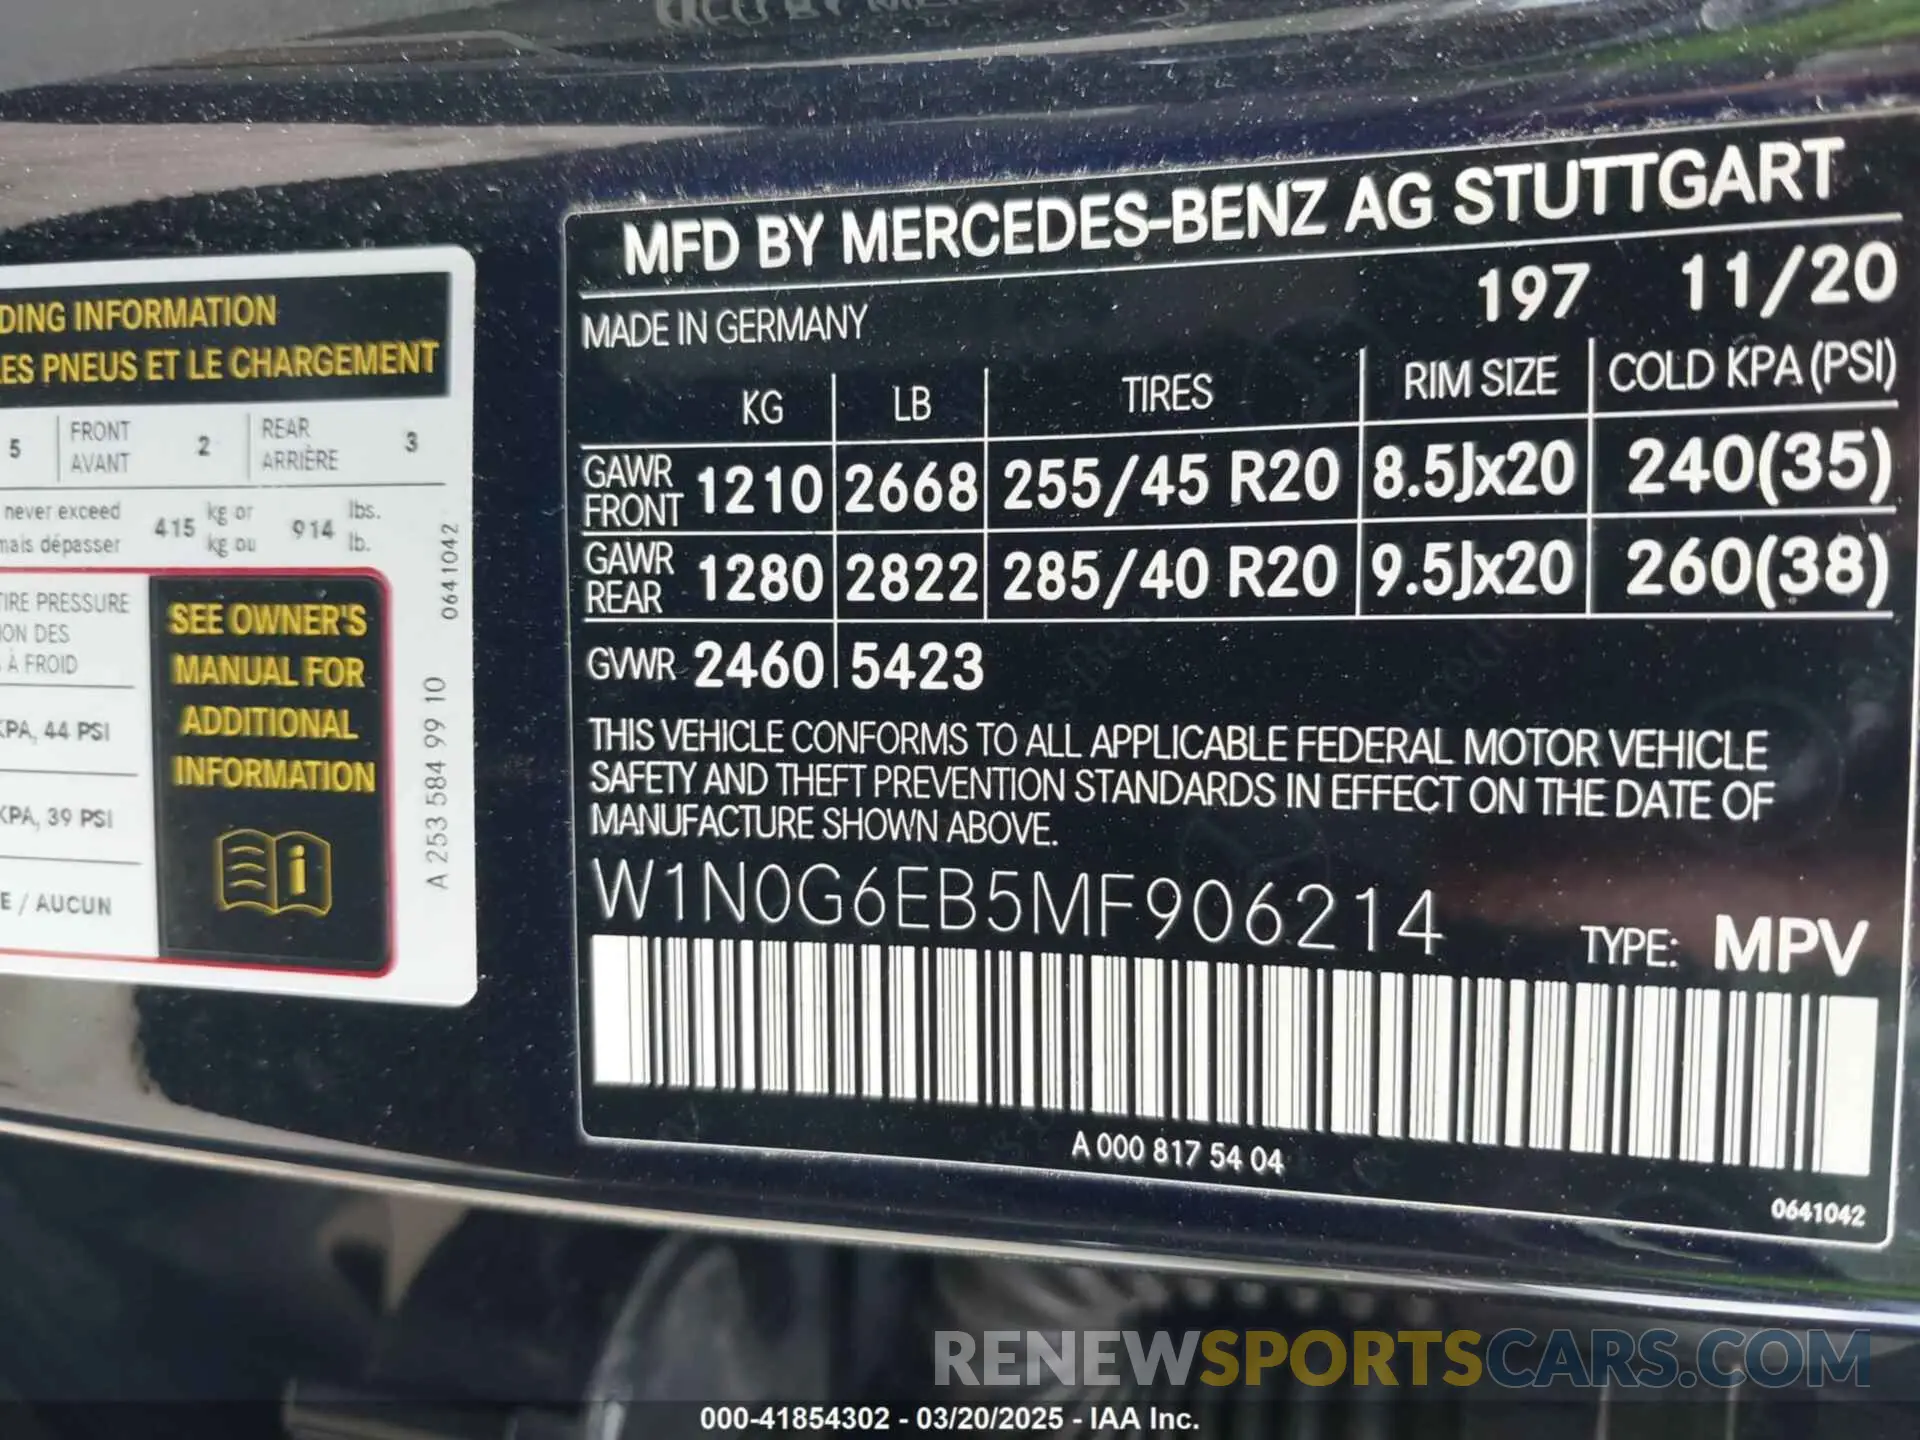 DING INFORMATION
ES PNEUS ET LE CHARGEMENT
5 FRONT AVANT 2 REAR ARRIÈRE 3
never exceed 415 kg or 914 lbs.
mais dépasser kg ou lb.
TIRE PRESSURE
ON DES
À FROID
KPA, 44 PSI
KPA, 39 PSI
E / AUCUN
SEE OWNER'S
MANUAL FOR
ADDITIONAL
INFORMATION
i
0641042
A 253 584 99 10
MFD BY MERCEDES-BENZ AG STUTTGART
MADE IN GERMANY 197 11/20
KG LB TIRES RIM SIZE COLD KPA (PSI)
GAWR FRONT 1210 2668 255/45 R20 8.5Jx20 240(35)
GAWR REAR 1280 2822 285/40 R20 9.5Jx20 260(38)
GVWR 2460 5423
THIS VEHICLE CONFORMS TO ALL APPLICABLE FEDERAL MOTOR VEHICLE
SAFETY AND THEFT PREVENTION STANDARDS IN EFFECT ON THE DATE OF
MANUFACTURE SHOWN ABOVE.
W1N0G6EB5MF906214
TYPE: MPV
A 000 817 54 04
0641042
RENEWSPORTSCARS.COM
000-41854302 - 03/20/2025 - IAA Inc.